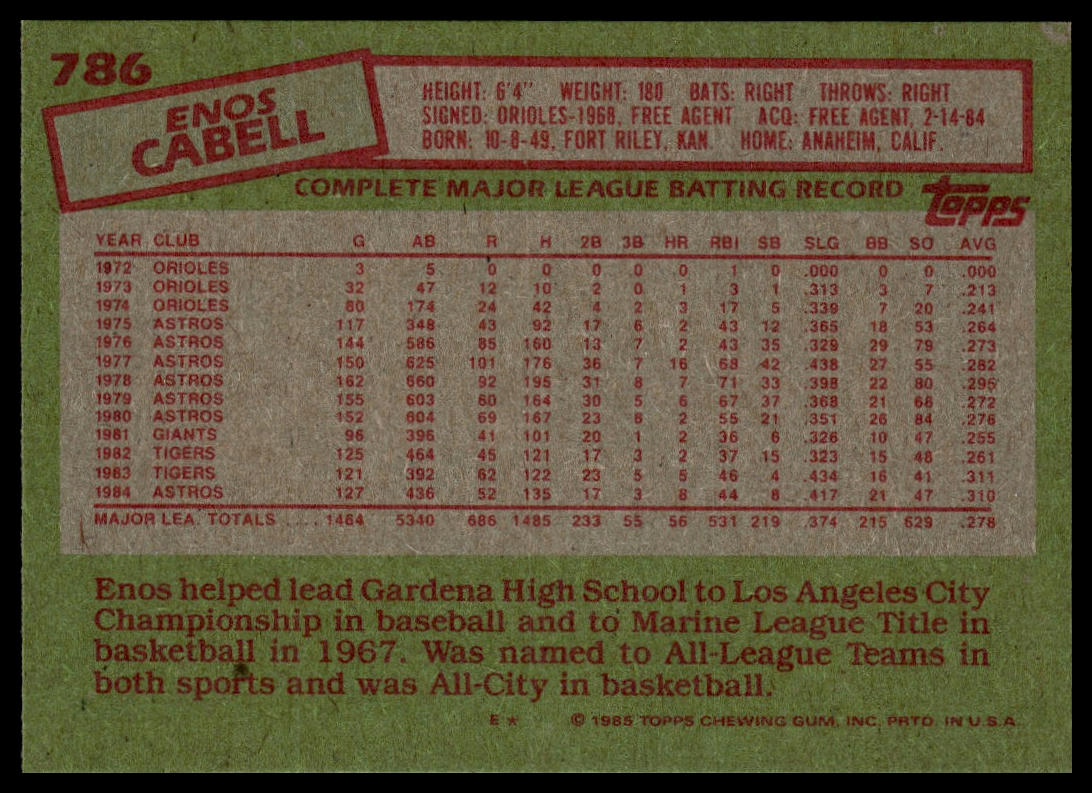 786
ENOS
CABELL
HEIGHT: 6'4" WEIGHT: 180 BATS: RIGHT THROWS: RIGHT
SIGNED: ORIOLES-1968, FREE AGENT ACQ: FREE AGENT, 2-14-84
BORN: 10-8-49, FORT RILEY, KAN. HOME: ANAHEIM, CALIF.
COMPLETE MAJOR LEAGUE BATTING RECORD topps
YEAR CLUB G AB R H 2B 3B HR RBI SB SLG BB SO AVG
1972 ORIOLES 3 5 0 0 0 0 0 1 0 .000 0 0 .000
1973 ORIOLES 32 47 12 10 2 0 1 3 1 .313 3 7 .213
1974 ORIOLES 80 174 24 42 4 2 3 17 5 .339 7 20 .241
1975 ASTROS 117 348 43 92 17 6 2 43 12 .365 18 53 .264
1976 ASTROS 144 586 85 160 13 7 2 43 35 .329 29 79 .273
1977 ASTROS 150 625 101 176 36 7 16 68 42 .438 27 55 .282
1978 ASTROS 162 660 92 195 31 8 7 71 33 .398 22 80 .295
1979 ASTROS 155 603 60 164 30 5 6 67 37 .368 21 68 .272
1980 ASTROS 152 604 69 167 23 8 2 55 21 .351 26 84 .276
1981 GIANTS 96 396 41 101 20 1 2 36 6 .326 10 47 .255
1982 TIGERS 125 464 45 121 17 3 2 37 15 .323 15 48 .261
1983 TIGERS 121 392 62 122 23 5 5 46 4 .434 16 41 .311
1984 ASTROS 127 436 52 135 17 3 8 44 8 .417 21 47 .310
MAJOR LEA. TOTALS .... 1464 5340 686 1485 233 55 56 531 219 .374 215 629 .278
Enos helped lead Gardena High School to Los Angeles City
Championship in baseball and to Marine League Title in
basketball in 1967. Was named to All-League Teams in
both sports and was All-City in basketball.
E* © 1985 TOPPS CHEWING GUM, INC. PRTD. IN U.S.A.